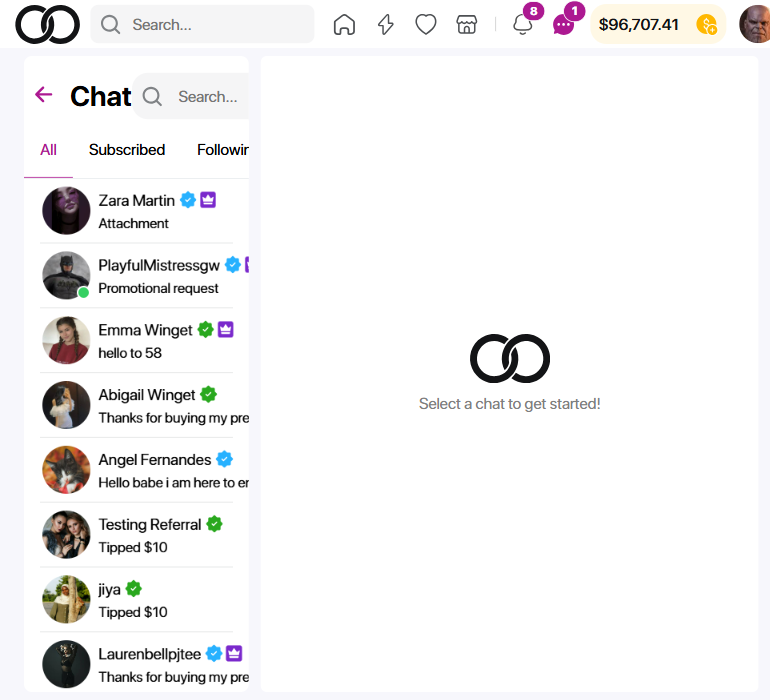 Search...
8
1
$96,707.41
Chat
Search...
All
Subscribed
Followin
Zara Martin
Attachment
PlayfulMistressgw
Promotional request
Emma Winget
hello to 58
Abigail Winget
Thanks for buying my pre
Angel Fernandes
Hello babe i am here to er
Testing Referral
Tipped $10
jiya
Tipped $10
Laurenbellpjtee
Thanks for buying my pre
Select a chat to get started!